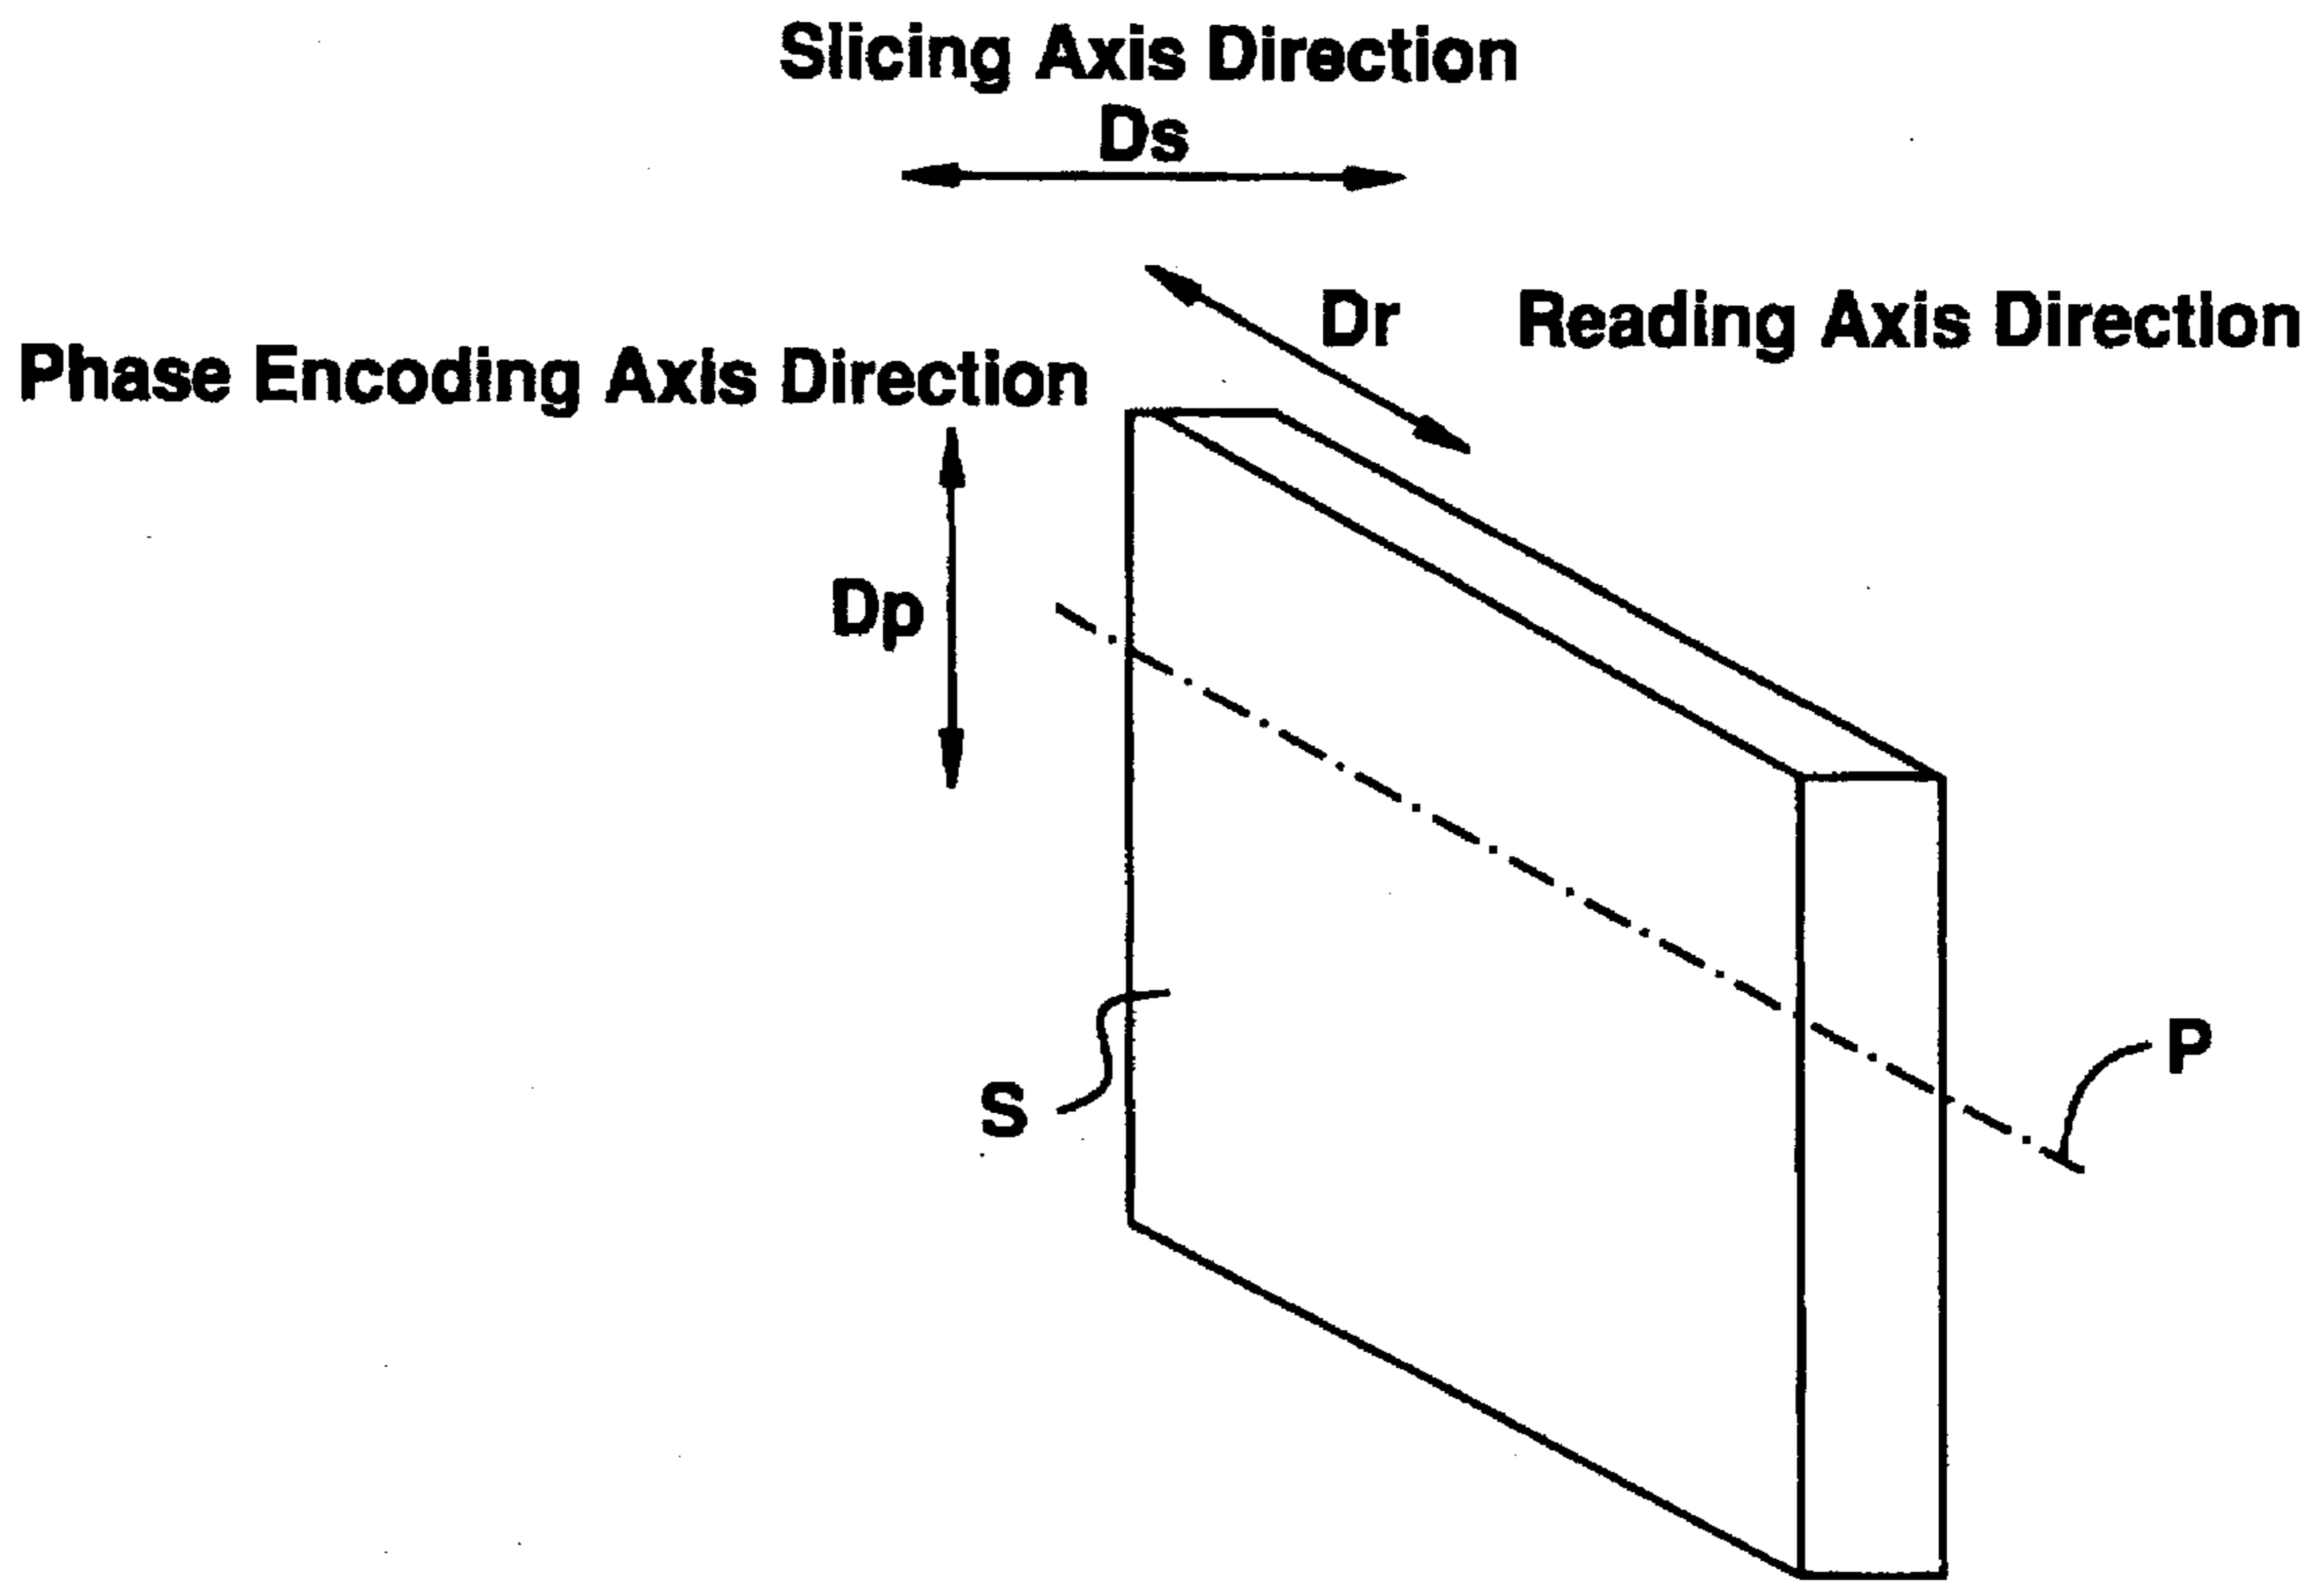 Slicing Axis Direction
Ds
Dr Reading Axis Direction
Phase Encoding Axis Direction
Dp
P
S